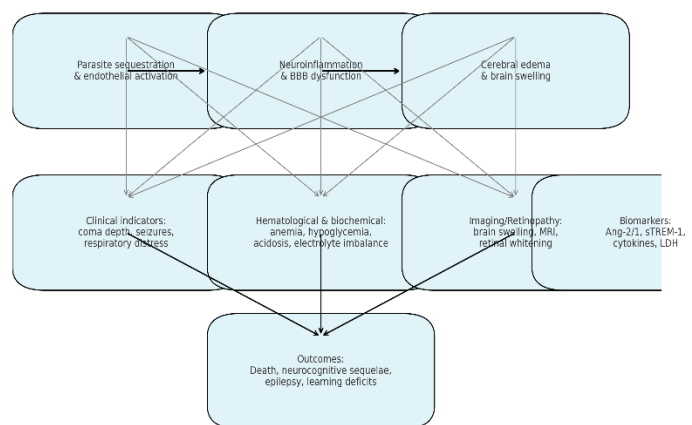 Parasite sequestration
& endothelial activation
Neuroinflammation
& BBB dysfunction
Cerebral edema
& brain swelling
Clinical indicators:
coma depth, seizures,
respiratory distress
Hematological & biochemical:
anemia, hypoglycemia,
acidosis, electrolyte imbalance
Imaging/Retinopathy:
brain swelling, MRI,
retinal whitening
Biomarkers:
Ang-2/1, sTREM-1,
cytokines, LDH
Outcomes:
Death, neurocognitive sequelae,
epilepsy, learning deficits